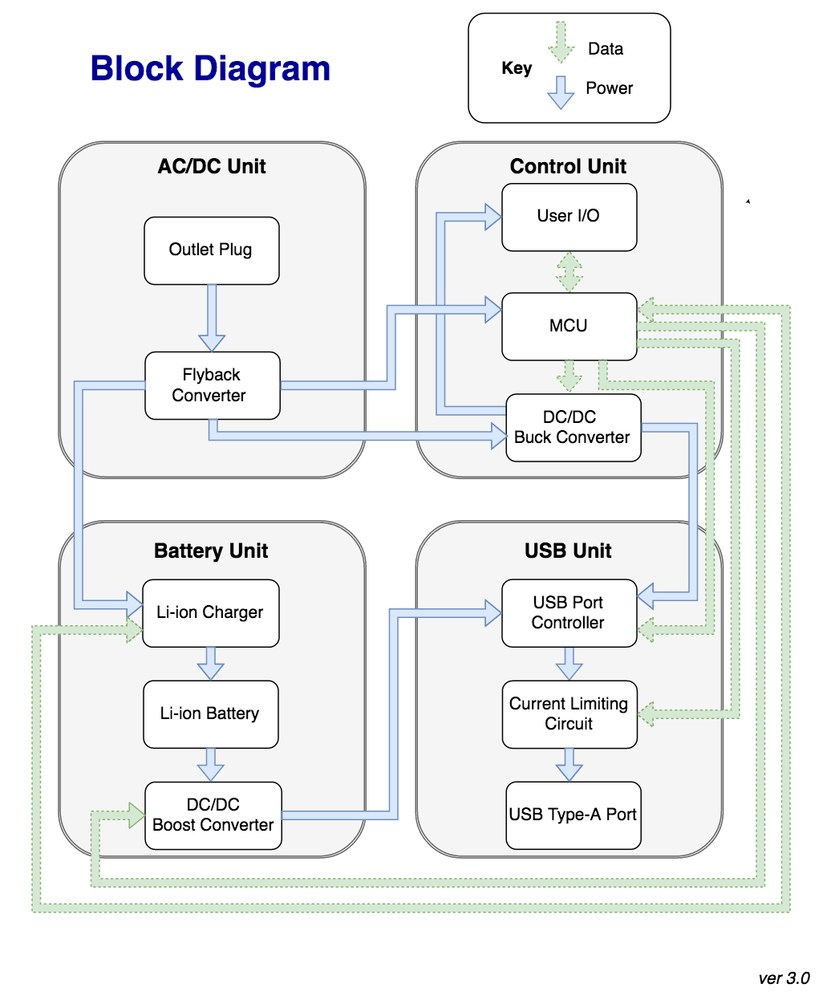 Block Diagram
Key
Data
Power
AC/DC Unit
Outlet Plug
Flyback
Converter
Control Unit
User I/O
MCU
DC/DC
Buck Converter
Battery Unit
Li-ion Charger
Li-ion Battery
DC/DC
Boost Converter
USB Unit
USB Port
Controller
Current Limiting
Circuit
USB Type-A Port
ver 3.0